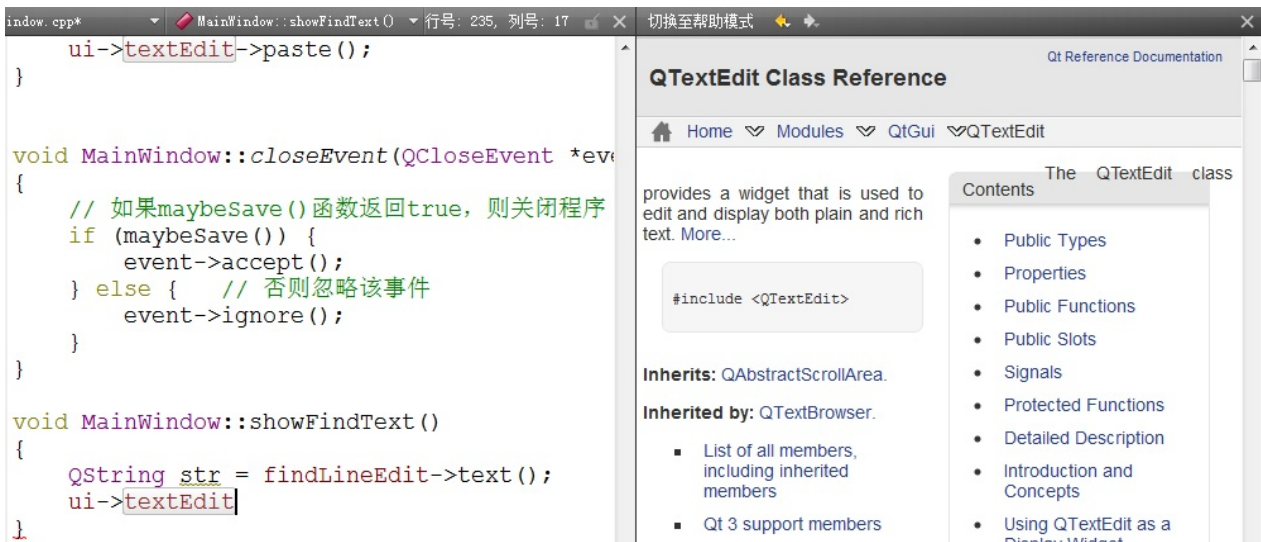 indow.cpp*
MainWindow::showFindText()
行号: 235, 列号: 17
ui->textEdit->paste();
}
void MainWindow::closeEvent(QCloseEvent *eve
{
// 如果maybeSave()函数返回true，则关闭程序
if (maybeSave()) {
event->accept();
} else {   // 否则忽略该事件
event->ignore();
}
}
void MainWindow::showFindText()
{
QString str = findLineEdit->text();
ui->textEdit
}
切换至帮助模式
Qt Reference Documentation
QTextEdit Class Reference
Home Modules QtGui QTextEdit
The QTextEdit class
provides a widget that is used to
edit and display both plain and rich
text. More...
#include <QTextEdit>
Inherits: QAbstractScrollArea.
Inherited by: QTextBrowser.
List of all members,
including inherited
members
Qt 3 support members
Contents
Public Types
Properties
Public Functions
Public Slots
Signals
Protected Functions
Detailed Description
Introduction and
Concepts
Using QTextEdit as a
Display Widget